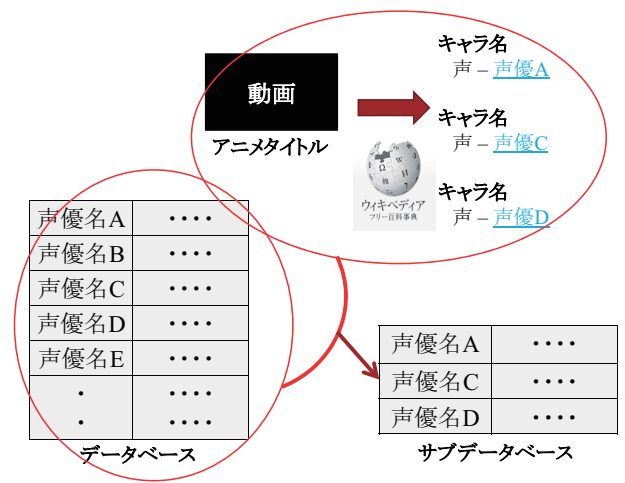 キャラ名
声 – 声優A
動画
アニメタイトル
キャラ名
声 – 声優C
ウィキペディア
フリー百科事典
キャラ名
声 – 声優D
声優名A ････
声優名B ････
声優名C ････
声優名D ････
声優名E ････
・ ････
・ ････
データベース
声優名A ････
声優名C ････
声優名D ････
サブデータベース